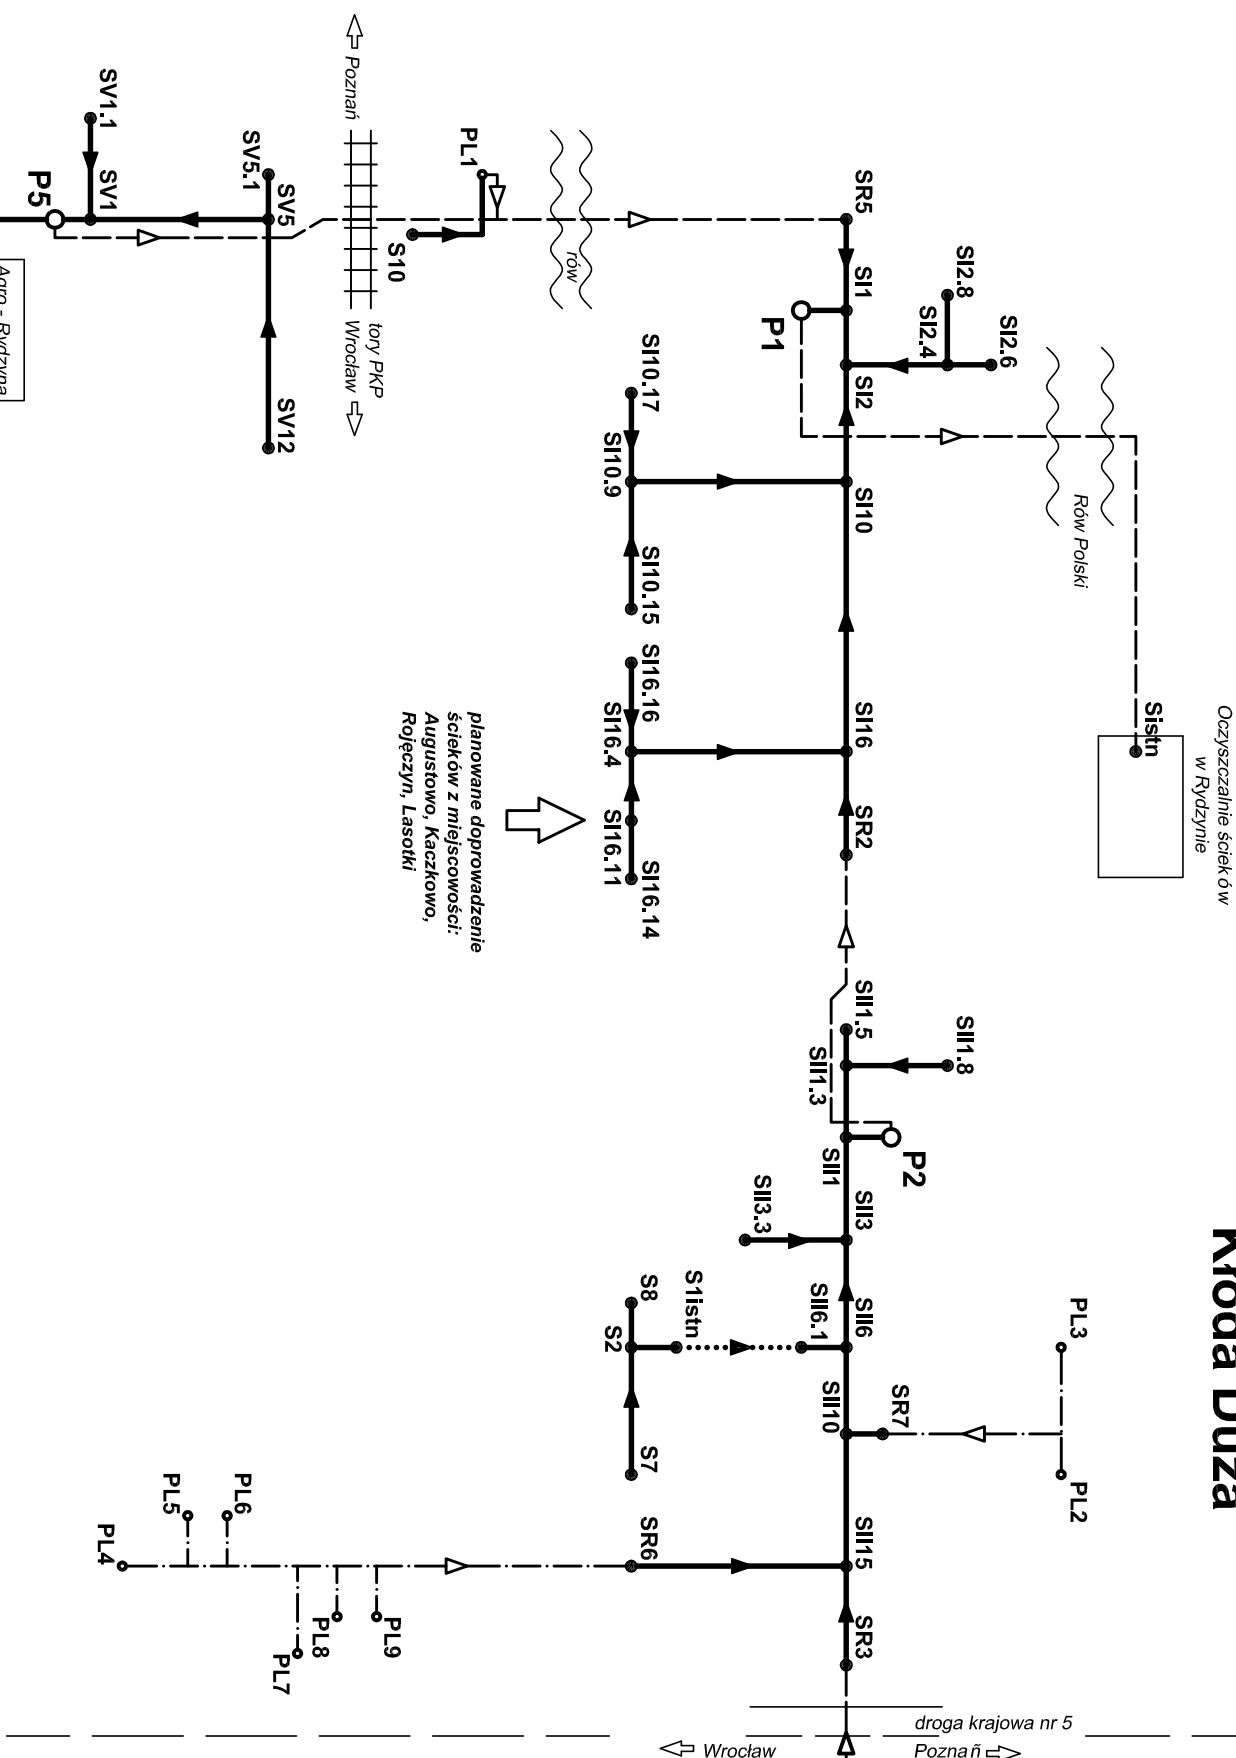 Kłoda Duża
Oczyszczalnie ściek ó w
w Rydzynie
Sistn
Rów Polski
SI2.6
SI2.8
SI2.4
SR5
SI1
SI2
P1
SI10
SI16
SR2
SI10.17
SI10.9
SI10.15
SI16.16
SI16.4
SI16.11
SI16.14
planowane doprowadzenie
ścieków z miejscowości:
Augustowo, Kaczkowo,
Rojęczyn, Lasotki
rów
PL1
S10
Poznań
tory PKP
Wrocław
SV1.1
SV1
P5
SV5.1
SV5
SV12
Agro - Rydzyna
SII1.5
SII1.8
SII1.3
P2
SII1
SII3
SII3.3
SII6
SII6.1
S1istn
S8
S2
S7
SII10
SR7
PL3
PL2
SII15
SR6
SR3
PL6
PL5
PL4
PL9
PL8
PL7
droga krajowa nr 5
Wrocław
Pozna ñ